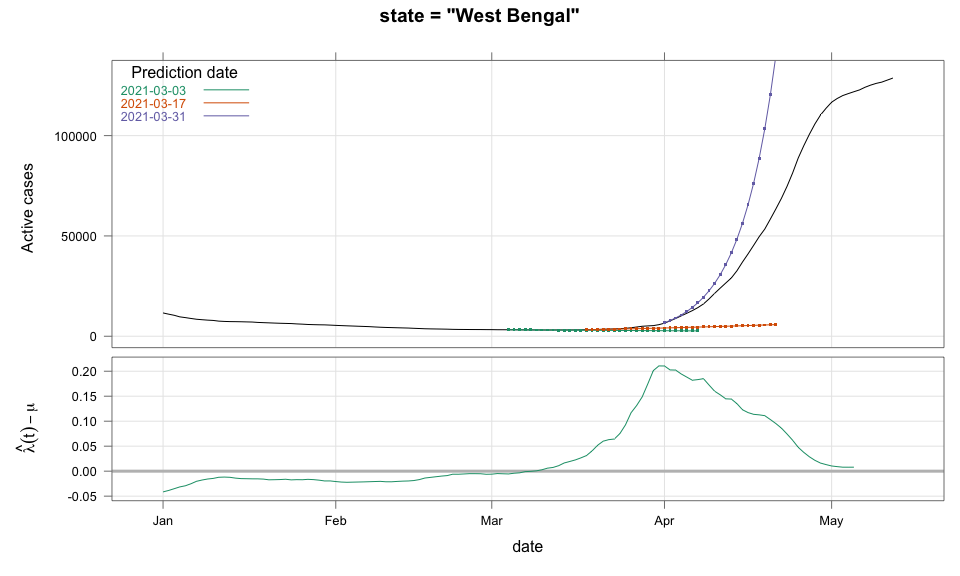 state = "West Bengal"
Prediction date
2021-03-03
2021-03-17
2021-03-31
Active cases
100000
50000
0
λ̂(t) − μ
0.20
0.15
0.10
0.05
0.00
-0.05
Jan Feb Mar Apr May
date